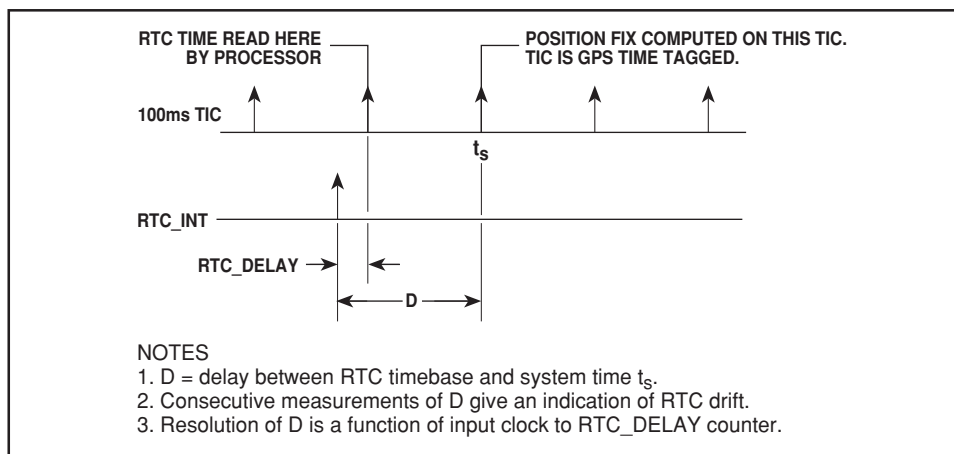 RTC TIME READ HERE
BY PROCESSOR
POSITION FIX COMPUTED ON THIS TIC.
TIC IS GPS TIME TAGGED.
100ms TIC
tS
RTC_INT
RTC_DELAY
D
NOTES
1. D = delay between RTC timebase and system time ts.
2. Consecutive measurements of D give an indication of RTC drift.
3. Resolution of D is a function of input clock to RTC_DELAY counter.